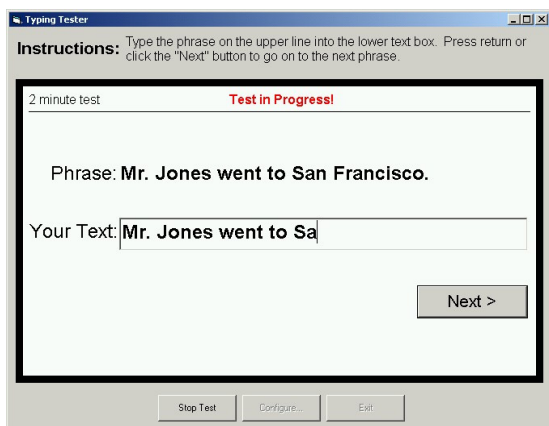 Typing Tester
Instructions: Type the phrase on the upper line into the lower text box. Press return or
click the "Next" button to go on to the next phrase.
2 minute test Test in Progress!
Phrase: Mr. Jones went to San Francisco.
Your Text: Mr. Jones went to Sa
Next >
Stop Test Configure... Exit